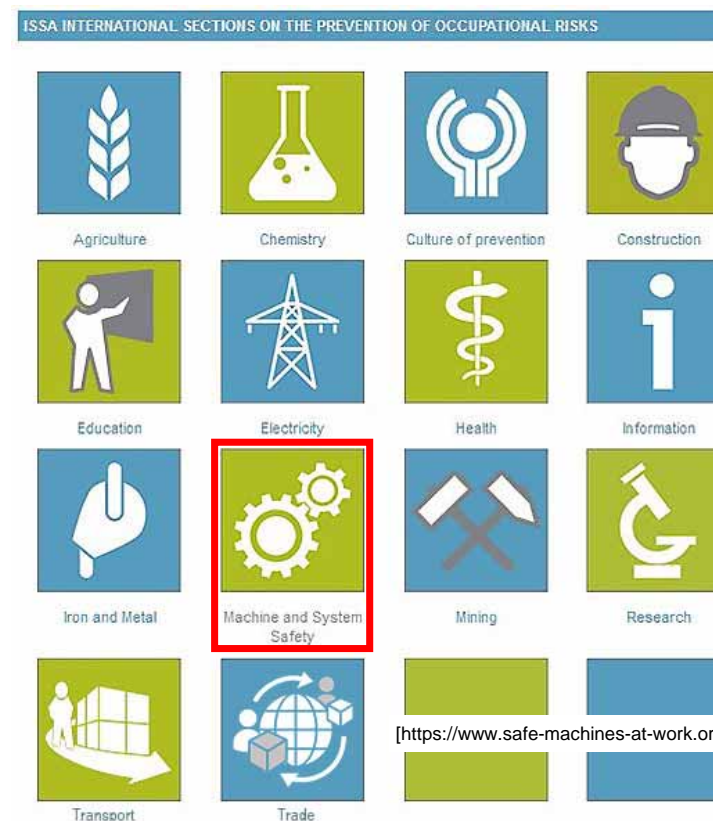 ISSA INTERNATIONAL SECTIONS ON THE PREVENTION OF OCCUPATIONAL RISKS
Agriculture
Chemistry
Culture of prevention
Construction
Education
Electricity
Health
Information
Iron and Metal
Machine and System
Safety
Mining
Research
[https://www.safe-machines-at-work.or
Transport
Trade